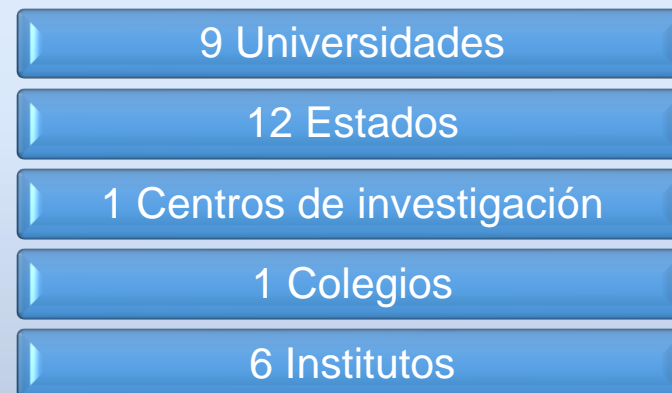 9 Universidades
12 Estados
1 Centros de investigación
1 Colegios
6 Institutos